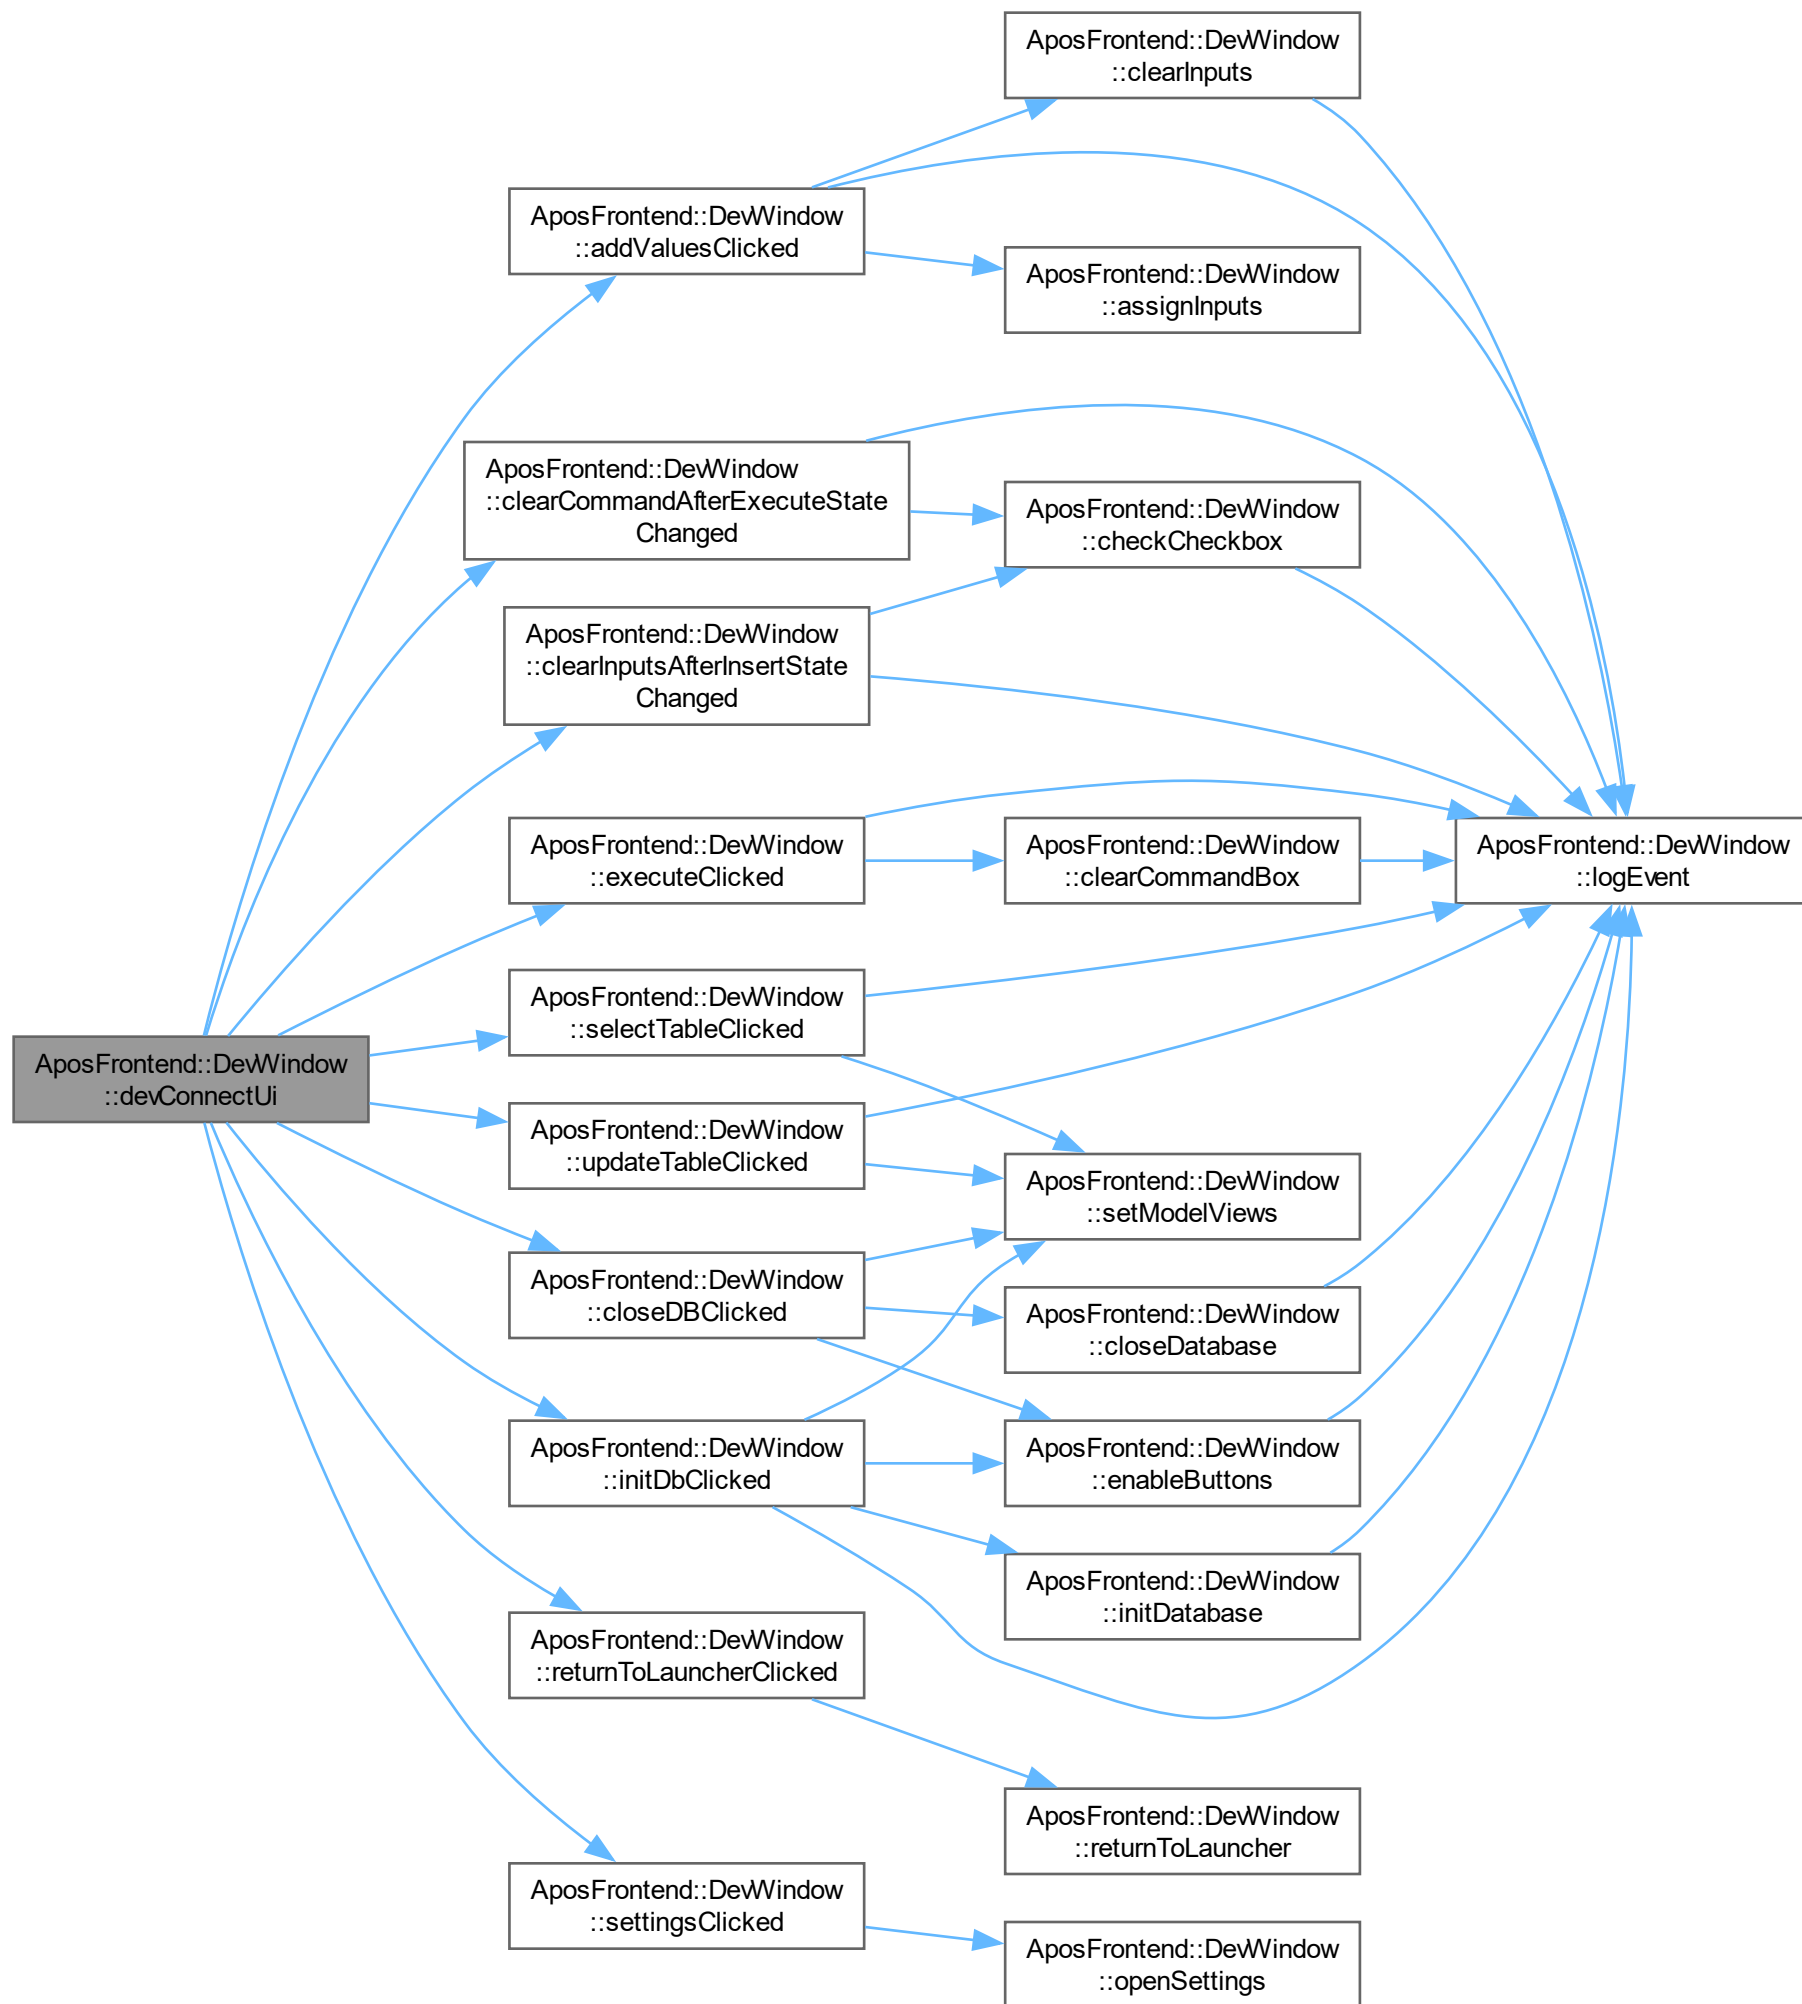 AposFrontend::DevWindow
::devConnectUi
AposFrontend::DevWindow
::addValuesClicked
AposFrontend::DevWindow
::clearCommandAfterExecuteState
Changed
AposFrontend::DevWindow
::clearInputsAfterInsertState
Changed
AposFrontend::DevWindow
::executeClicked
AposFrontend::DevWindow
::selectTableClicked
AposFrontend::DevWindow
::updateTableClicked
AposFrontend::DevWindow
::closeDBClicked
AposFrontend::DevWindow
::initDbClicked
AposFrontend::DevWindow
::returnToLauncherClicked
AposFrontend::DevWindow
::settingsClicked
AposFrontend::DevWindow
::clearInputs
AposFrontend::DevWindow
::assignInputs
AposFrontend::DevWindow
::checkCheckbox
AposFrontend::DevWindow
::clearCommandBox
AposFrontend::DevWindow
::setModelViews
AposFrontend::DevWindow
::closeDatabase
AposFrontend::DevWindow
::enableButtons
AposFrontend::DevWindow
::initDatabase
AposFrontend::DevWindow
::returnToLauncher
AposFrontend::DevWindow
::openSettings
AposFrontend::DevWindow
::logEvent